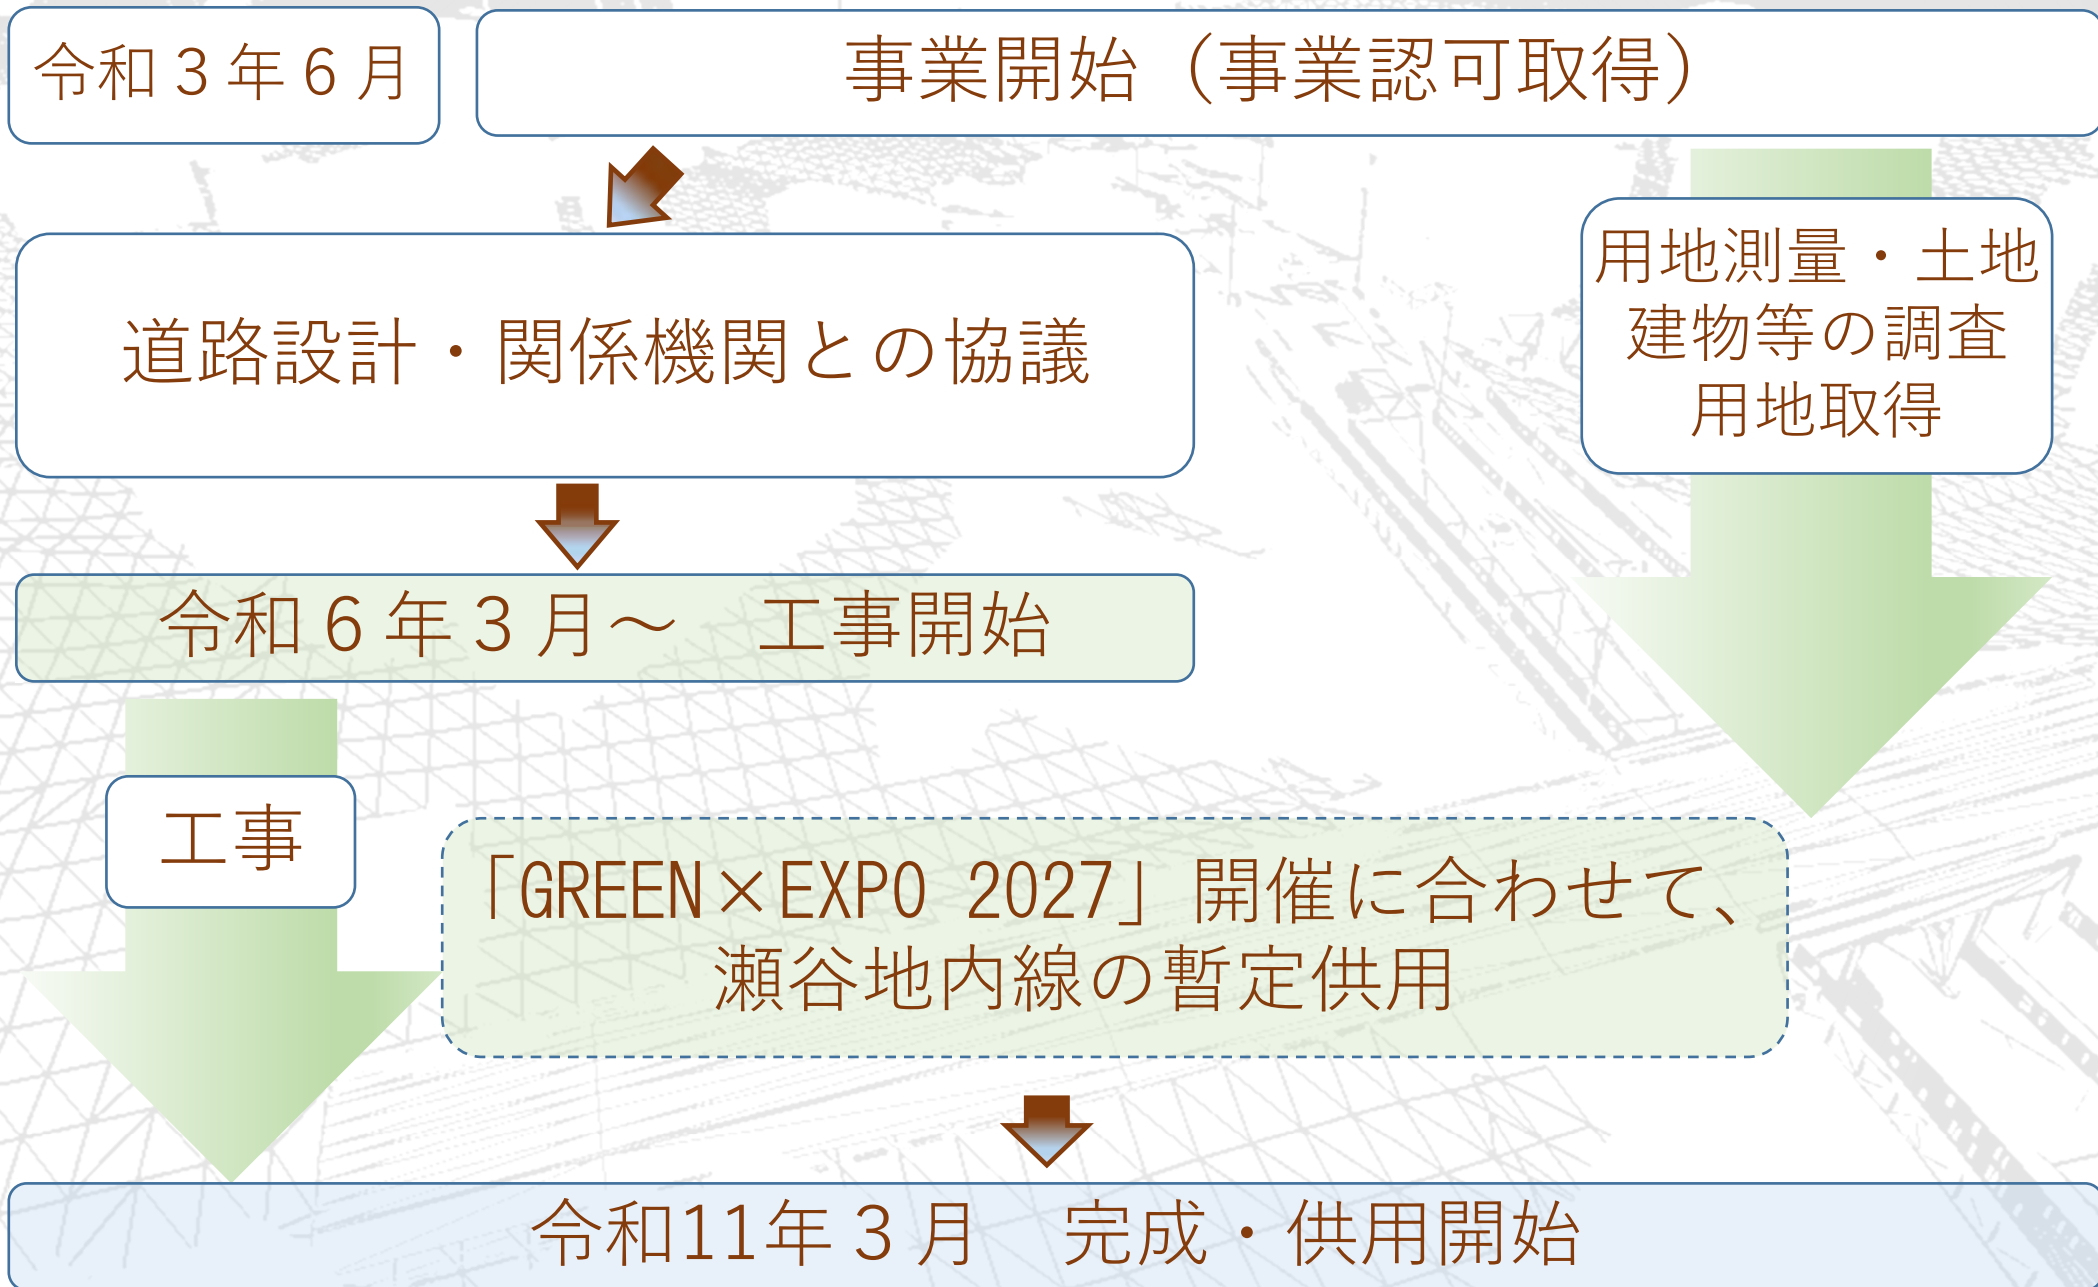 令和３年６月
事業開始（事業認可取得）
道路設計・関係機関との協議
用地測量・土地
建物等の調査
用地取得
令和６年３月～　工事開始
工事
「GREEN×EXPO 2027」開催に合わせて、
瀬谷地内線の暫定供用
令和11年３月　完成・供用開始